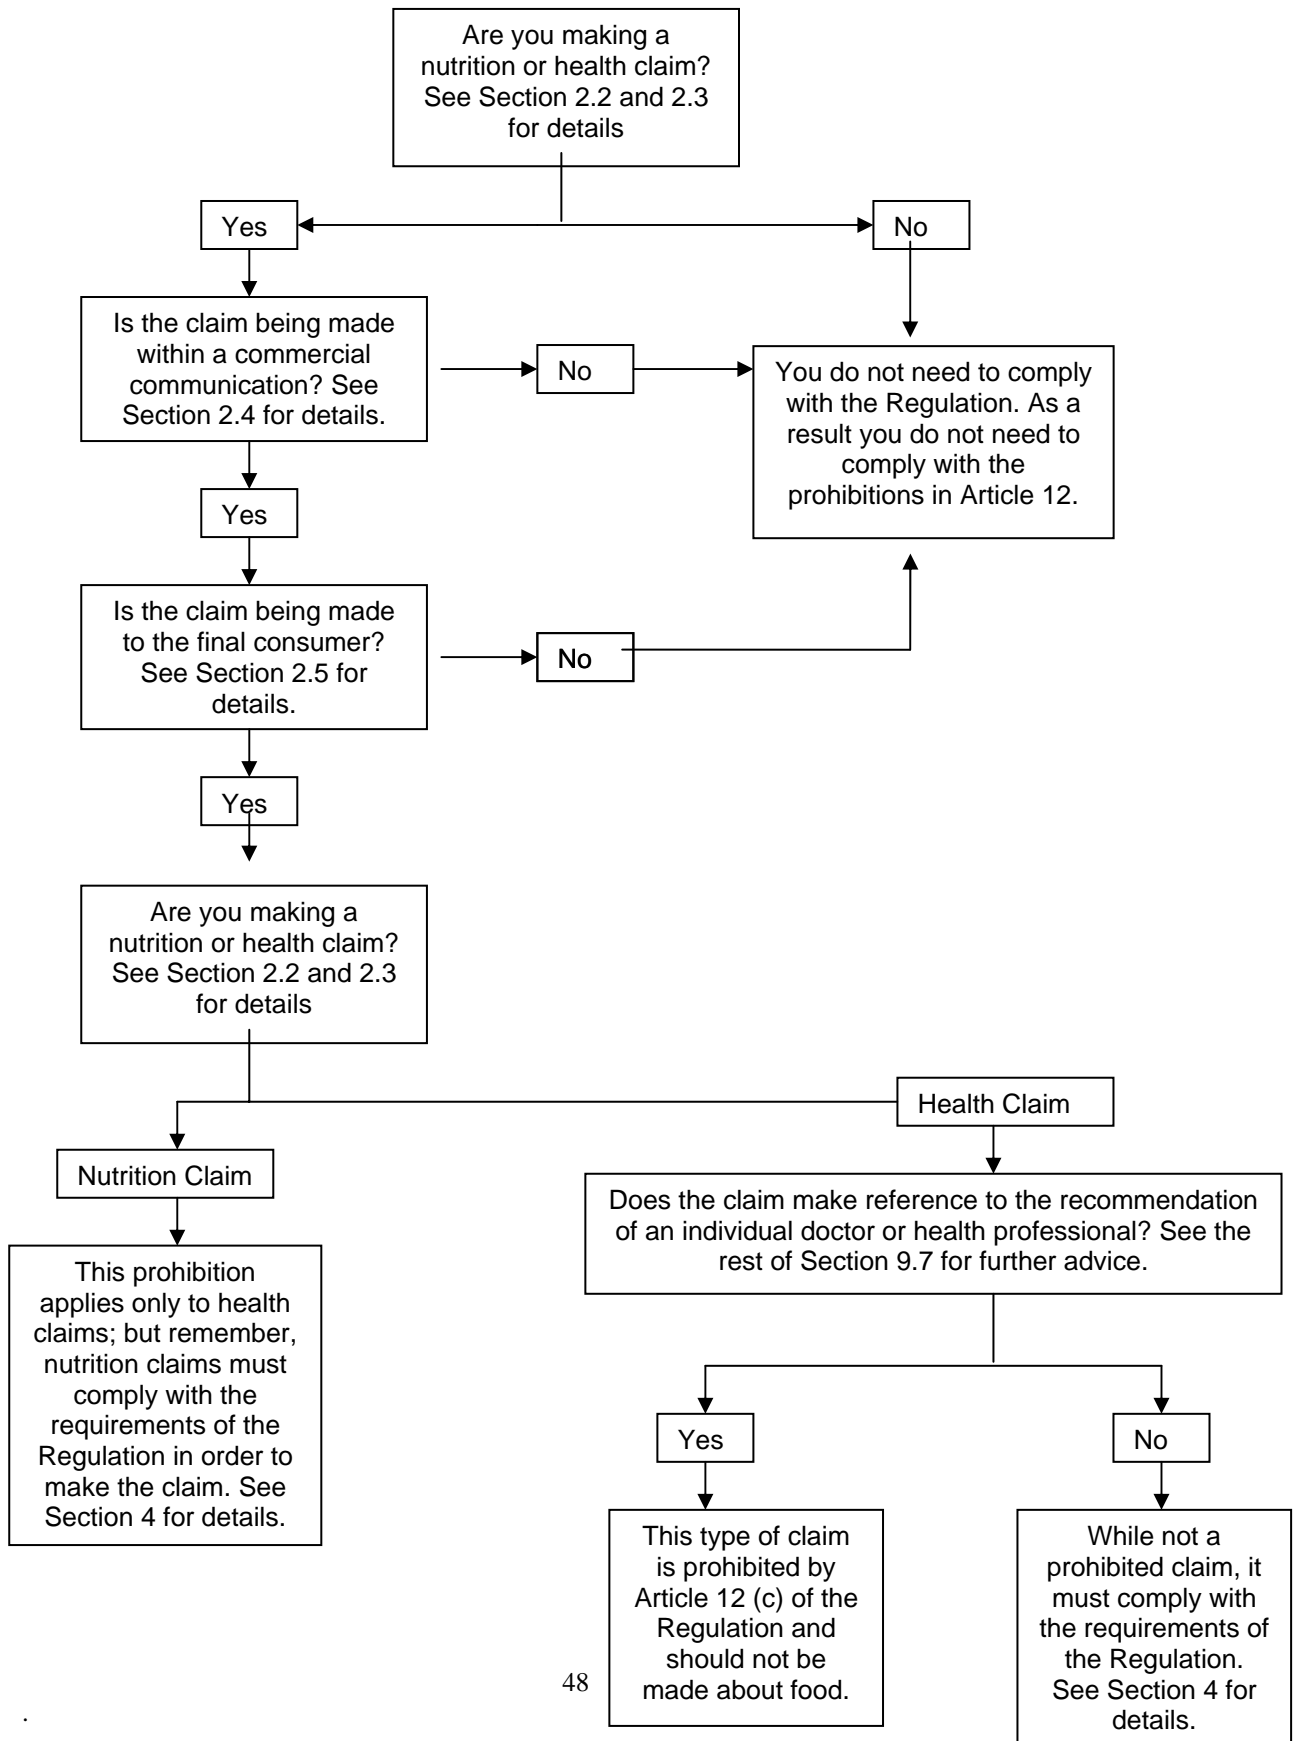 Are you making a
nutrition or health claim?
See Section 2.2 and 2.3
for details
Yes
No
Is the claim being made
within a commercial
communication? See
Section 2.4 for details.
No
You do not need to comply
with the Regulation. As a
result you do not need to
comply with the
prohibitions in Article 12.
Yes
Is the claim being made
to the final consumer?
See Section 2.5 for
details.
No
Yes
Are you making a
nutrition or health claim?
See Section 2.2 and 2.3
for details
Health Claim
Nutrition Claim
This prohibition
applies only to health
claims; but remember,
nutrition claims must
comply with the
requirements of the
Regulation in order to
make the claim. See
Section 4 for details.
Does the claim make reference to the recommendation
of an individual doctor or health professional? See the
rest of Section 9.7 for further advice.
Yes
No
This type of claim
is prohibited by
Article 12 (c) of the
Regulation and
should not be
made about food.
While not a
prohibited claim, it
must comply with
the requirements of
the Regulation.
See Section 4 for
details.
48
.